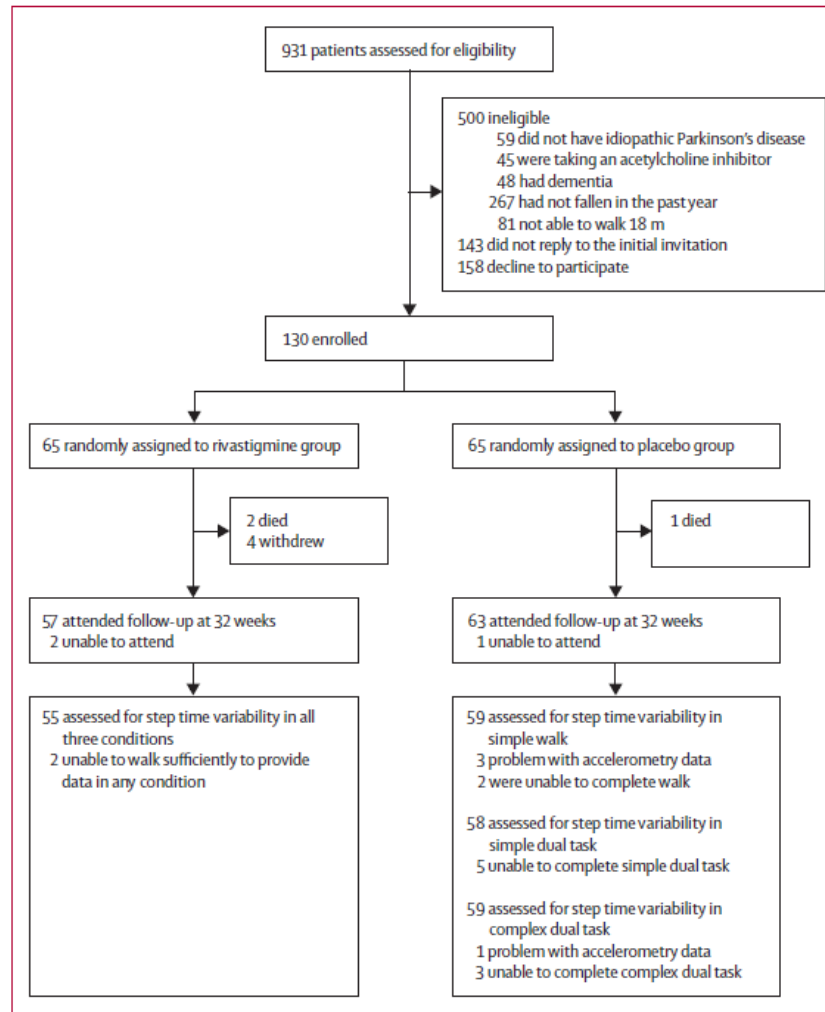 931 patients assessed for eligibility
500 ineligible
59 did not have idiopathic Parkinson's disease
45 were taking an acetylcholine inhibitor
48 had dementia
267 had not fallen in the past year
81 not able to walk 18 m
143 did not reply to the initial invitation
158 decline to participate
130 enrolled
65 randomly assigned to rivastigmine group
65 randomly assigned to placebo group
2 died
4 withdrew
1 died
57 attended follow-up at 32 weeks
2 unable to attend
63 attended follow-up at 32 weeks
1 unable to attend
55 assessed for step time variability in all
three conditions
2 unable to walk sufficiently to provide
data in any condition
59 assessed for step time variability in
simple walk
3 problem with accelerometry data
2 were unable to complete walk
58 assessed for step time variability in
simple dual task
5 unable to complete simple dual task
59 assessed for step time variability in
complex dual task
1 problem with accelerometry data
3 unable to complete complex dual task